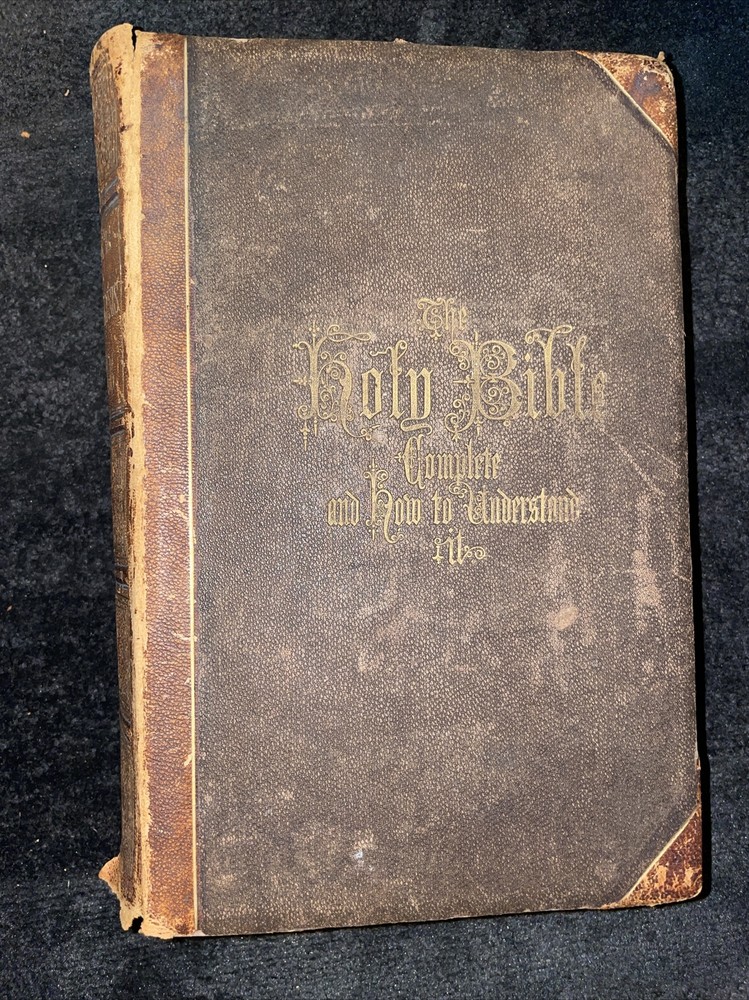 The
Holy Bible
Complete
and How to Understand
it